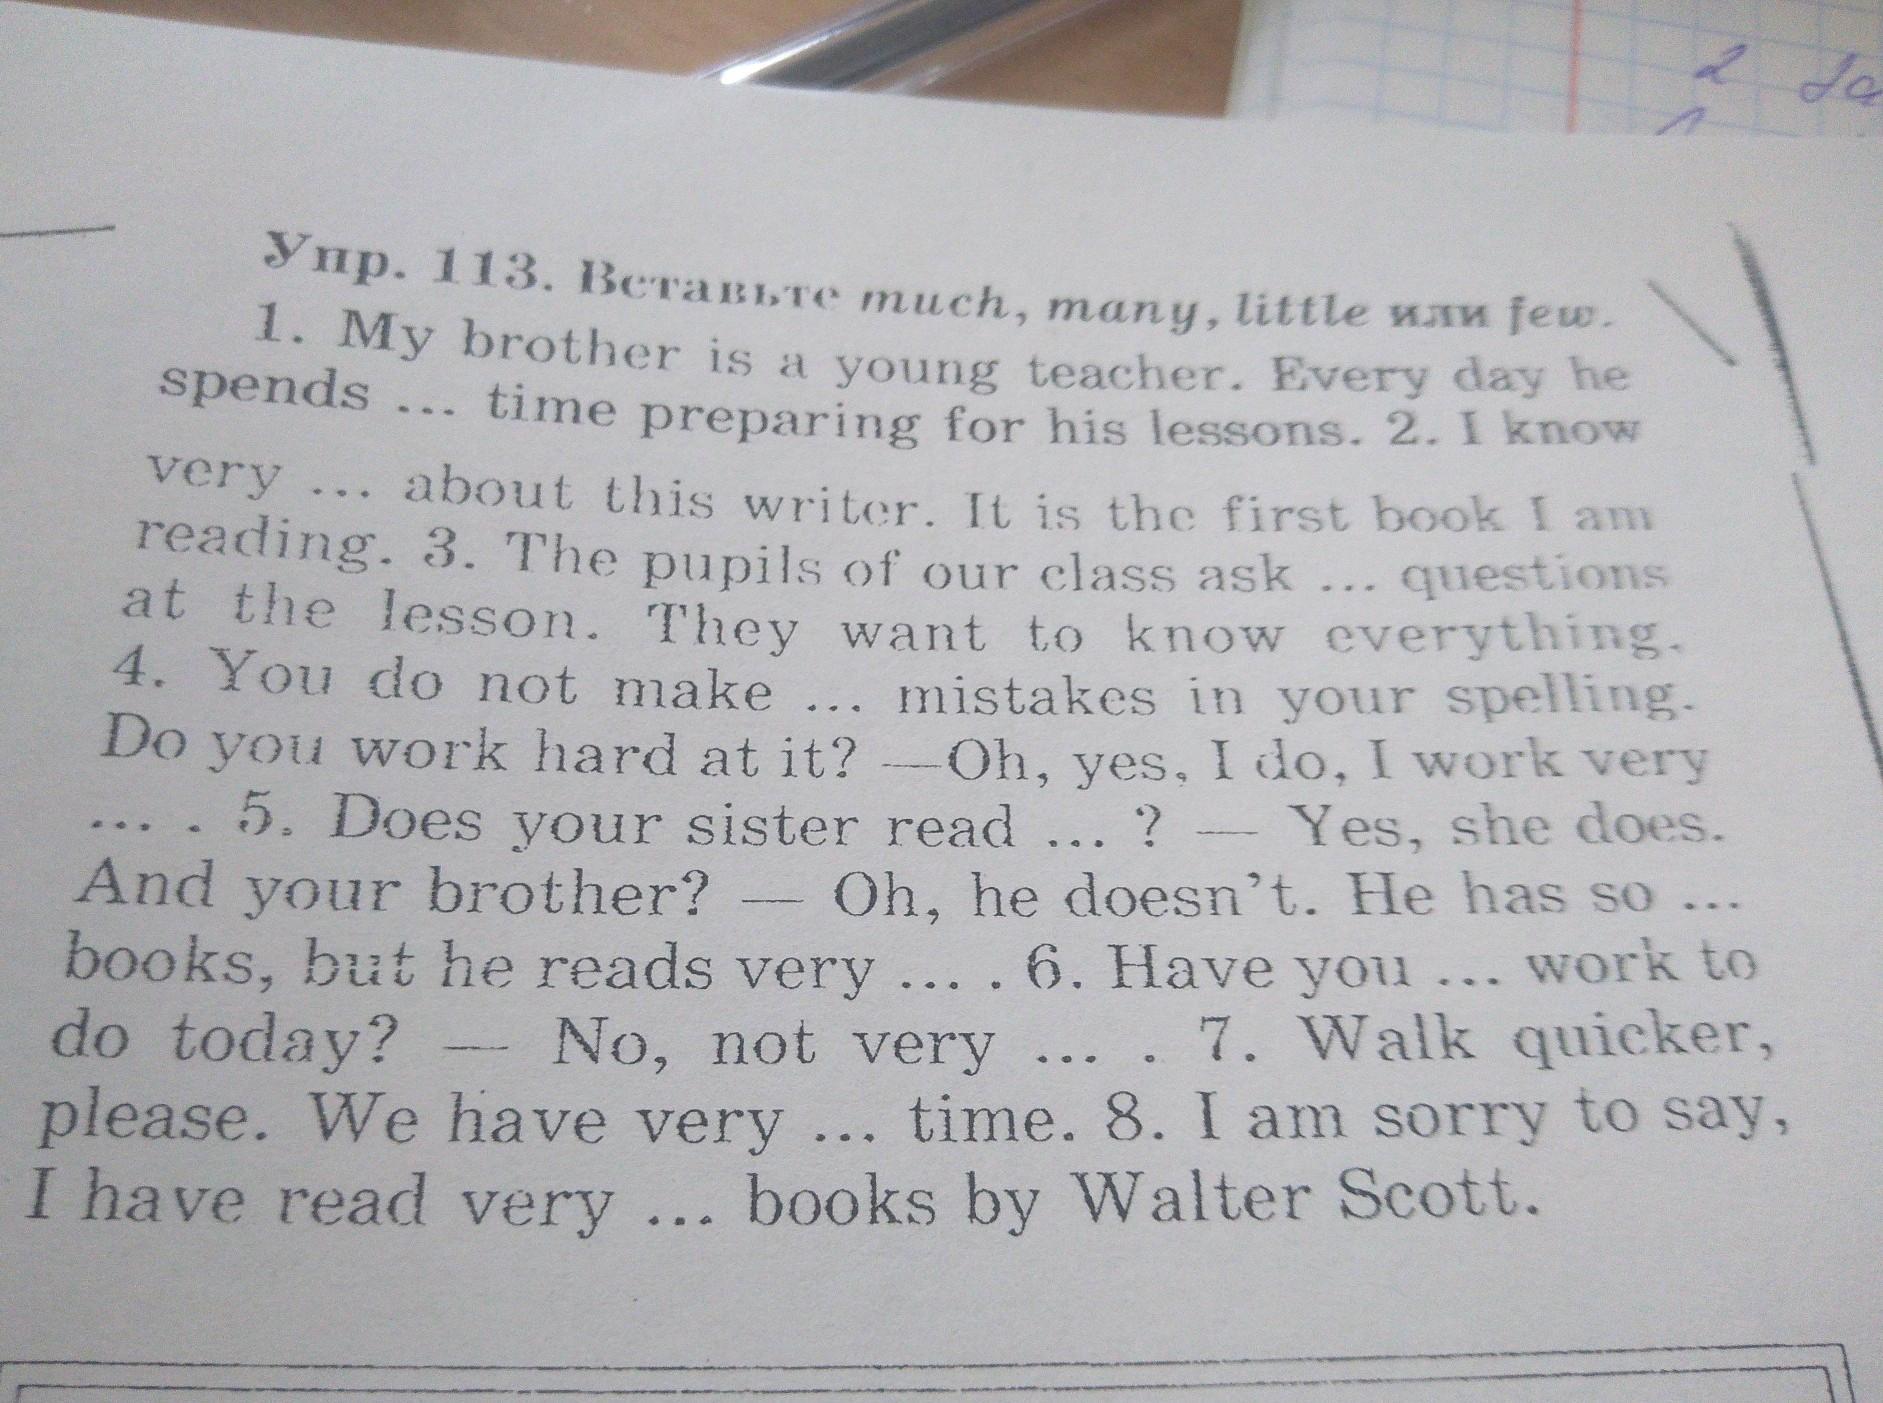 2 За
Упр. 113. Вставьте much, many, little или few.
1. My brother is a young teacher. Every day he
spends ... time preparing for his lessons. 2. I know
very ... about this writer. It is the first book I am
reading. 3. The pupils of our class ask ... questions
at the lesson. They want to know everything.
4. You do not make ... mistakes in your spelling.
Do you work hard at it? —Oh, yes, I do, I work very
... . 5. Does your sister read ... ? — Yes, she does.
And your brother? — Oh, he doesn't. He has so ...
books, but he reads very ... . 6. Have you ... work to
do today? — No, not very ... . 7. Walk quicker,
please. We have very ... time. 8. I am sorry to say,
I have read very ... books by Walter Scott.